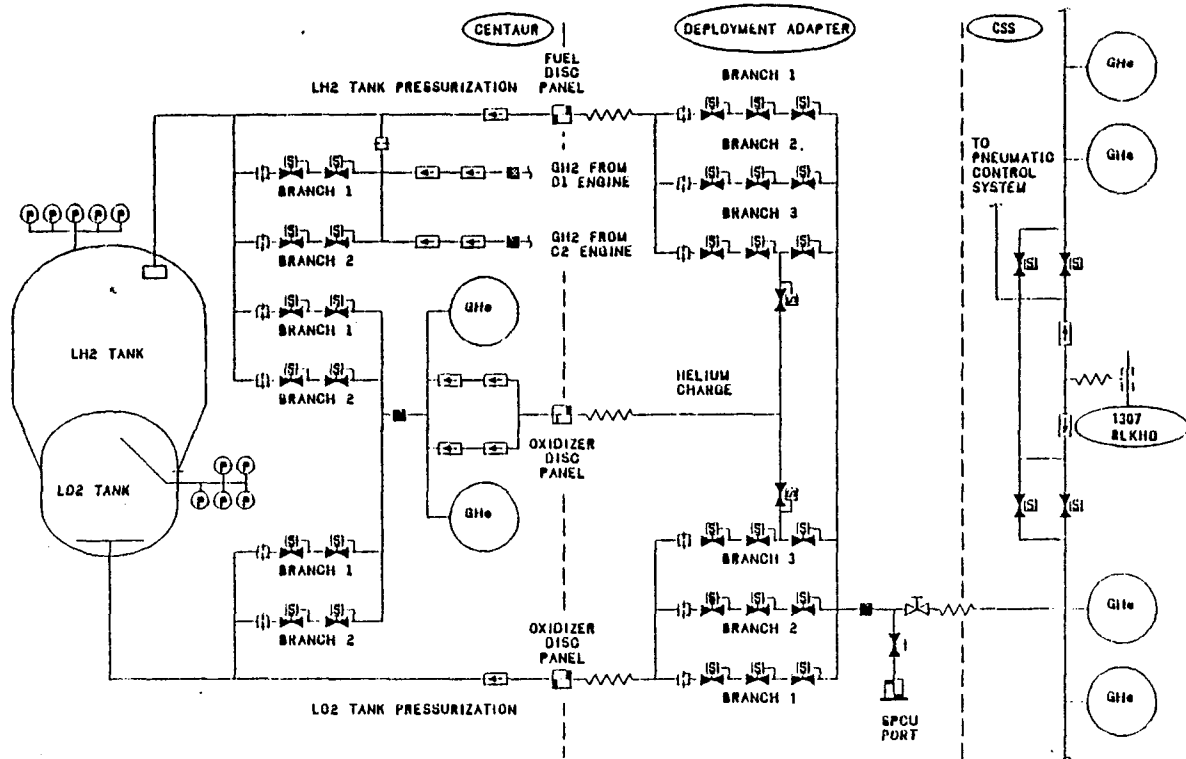 CENTAUR
DEPLOYMENT ADAPTER
CSS
FUEL
DISC
PANEL
LH2 TANK PRESSURIZATION
BRANCH 1
GHe
[S] [S] [S]
BRANCH 2
GHe
TO
PNEUMATIC
CONTROL
SYSTEM
[S] [S]
BRANCH 1
GH2 FROM
C1 ENGINE
[S] [S] [S]
BRANCH 3
P P P P P
[S] [S]
BRANCH 2
GH2 FROM
C2 ENGINE
[S] [S] [S]
[S] [S]
[S]
[S] [S]
BRANCH 1
GHe
LH2 TANK
[S] [S]
BRANCH 2
HELIUM
CHARGE
1307
BLKHD
OXIDIZER
DISC
PANEL
P P
P P P
LO2 TANK
GHe
[S]
[S] [S]
[S] [S]
BRANCH 1
[S] [S] [S]
BRANCH 3
[S] [S]
BRANCH 2
[S] [S] [S]
BRANCH 2
GHe
OXIDIZER
DISC
PANEL
[S] [S] [S]
BRANCH 1
GHe
LO2 TANK PRESSURIZATION
PORT